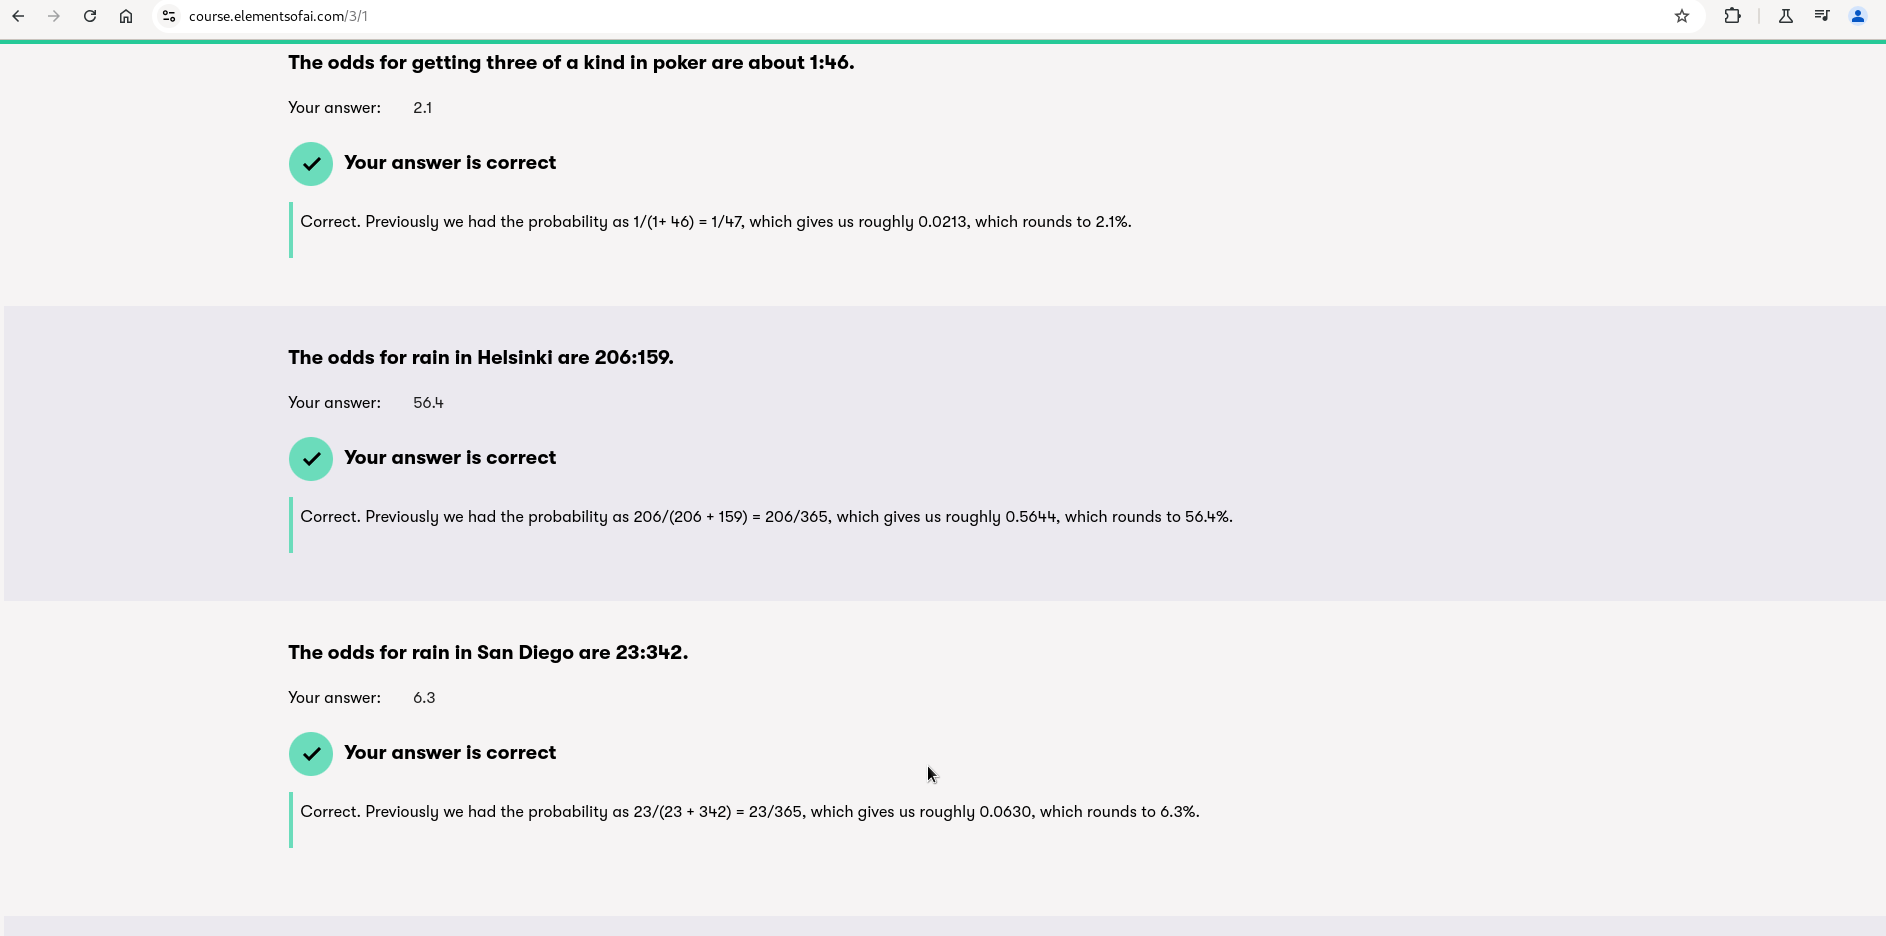 course.elementsofai.com/3/1
The odds for getting three of a kind in poker are about 1:46.
Your answer: 2.1
Your answer is correct
Correct. Previously we had the probability as 1/(1+ 46) = 1/47, which gives us roughly 0.0213, which rounds to 2.1%.
The odds for rain in Helsinki are 206:159.
Your answer: 56.4
Your answer is correct
Correct. Previously we had the probability as 206/(206 + 159) = 206/365, which gives us roughly 0.5644, which rounds to 56.4%.
The odds for rain in San Diego are 23:342.
Your answer: 6.3
Your answer is correct
Correct. Previously we had the probability as 23/(23 + 342) = 23/365, which gives us roughly 0.0630, which rounds to 6.3%.